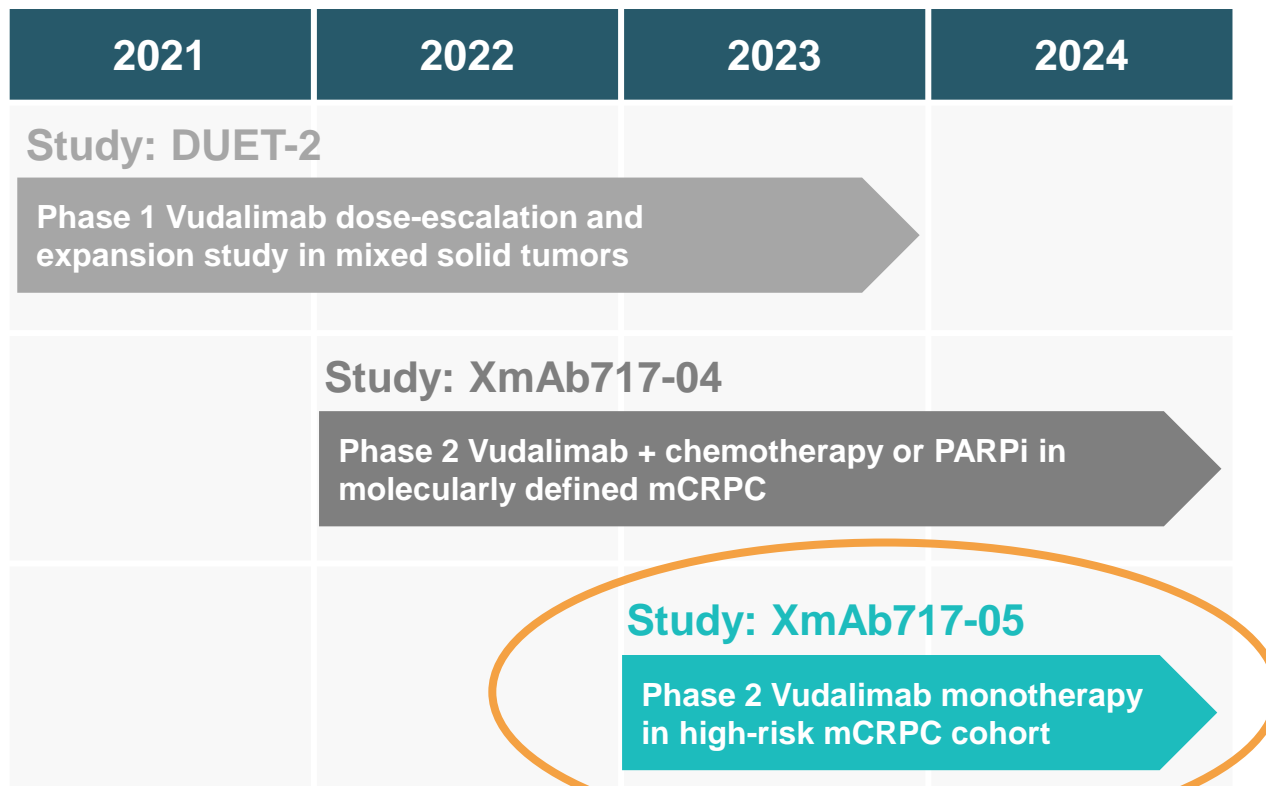 2021 2022 2023 2024
Study: DUET-2
Phase 1 Vudalimab dose-escalation and
expansion study in mixed solid tumors
Study: XmAb717-04
Phase 2 Vudalimab + chemotherapy or PARPi in
molecularly defined mCRPC
Study: XmAb717-05
Phase 2 Vudalimab monotherapy
in high-risk mCRPC cohort